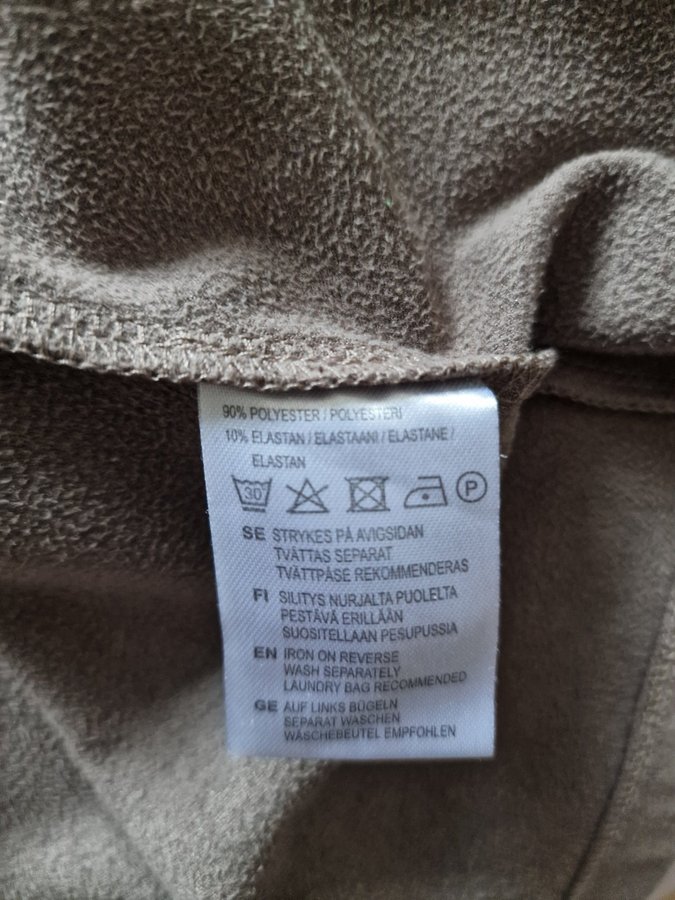 90% POLYESTER / POLYESTERI
10% ELASTAN / ELASTAANI / ELASTANE /
ELASTAN
30 P
SE STRYKES PÅ AVIGSIDAN
TVÄTTAS SEPARAT
TVÄTTPÅSE REKOMMENDERAS
FI SILITYS NURJALTA PUOLELTA
PESTÄVÄ ERILLÄÄN
SUOSITELLAAN PESUPUSSIA
EN IRON ON REVERSE
WASH SEPARATELY
LAUNDRY BAG RECOMMENDED
GE AUF LINKS BÜGELN
SEPARAT WASCHEN
WÄSCHEBEUTEL EMPFOHLEN